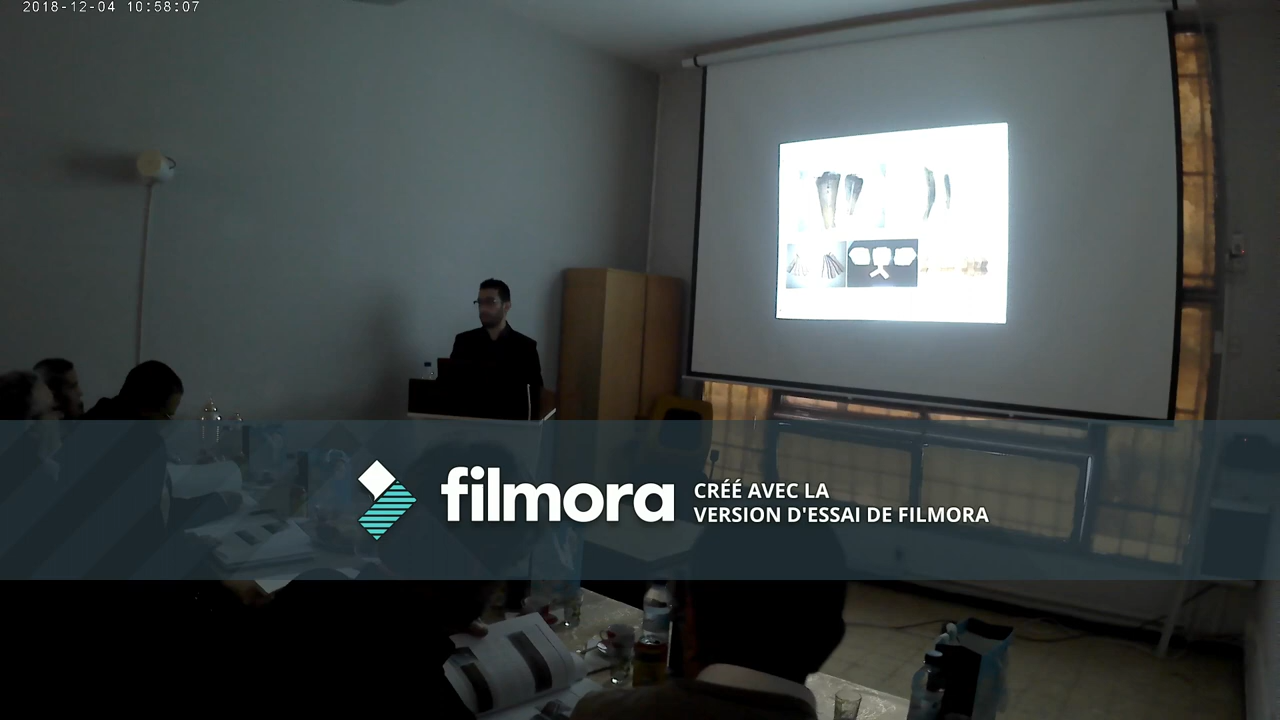 2018-12-04 10:58:07
filmora
CRÉÉ AVEC LA
VERSION D'ESSAI DE FILMORA